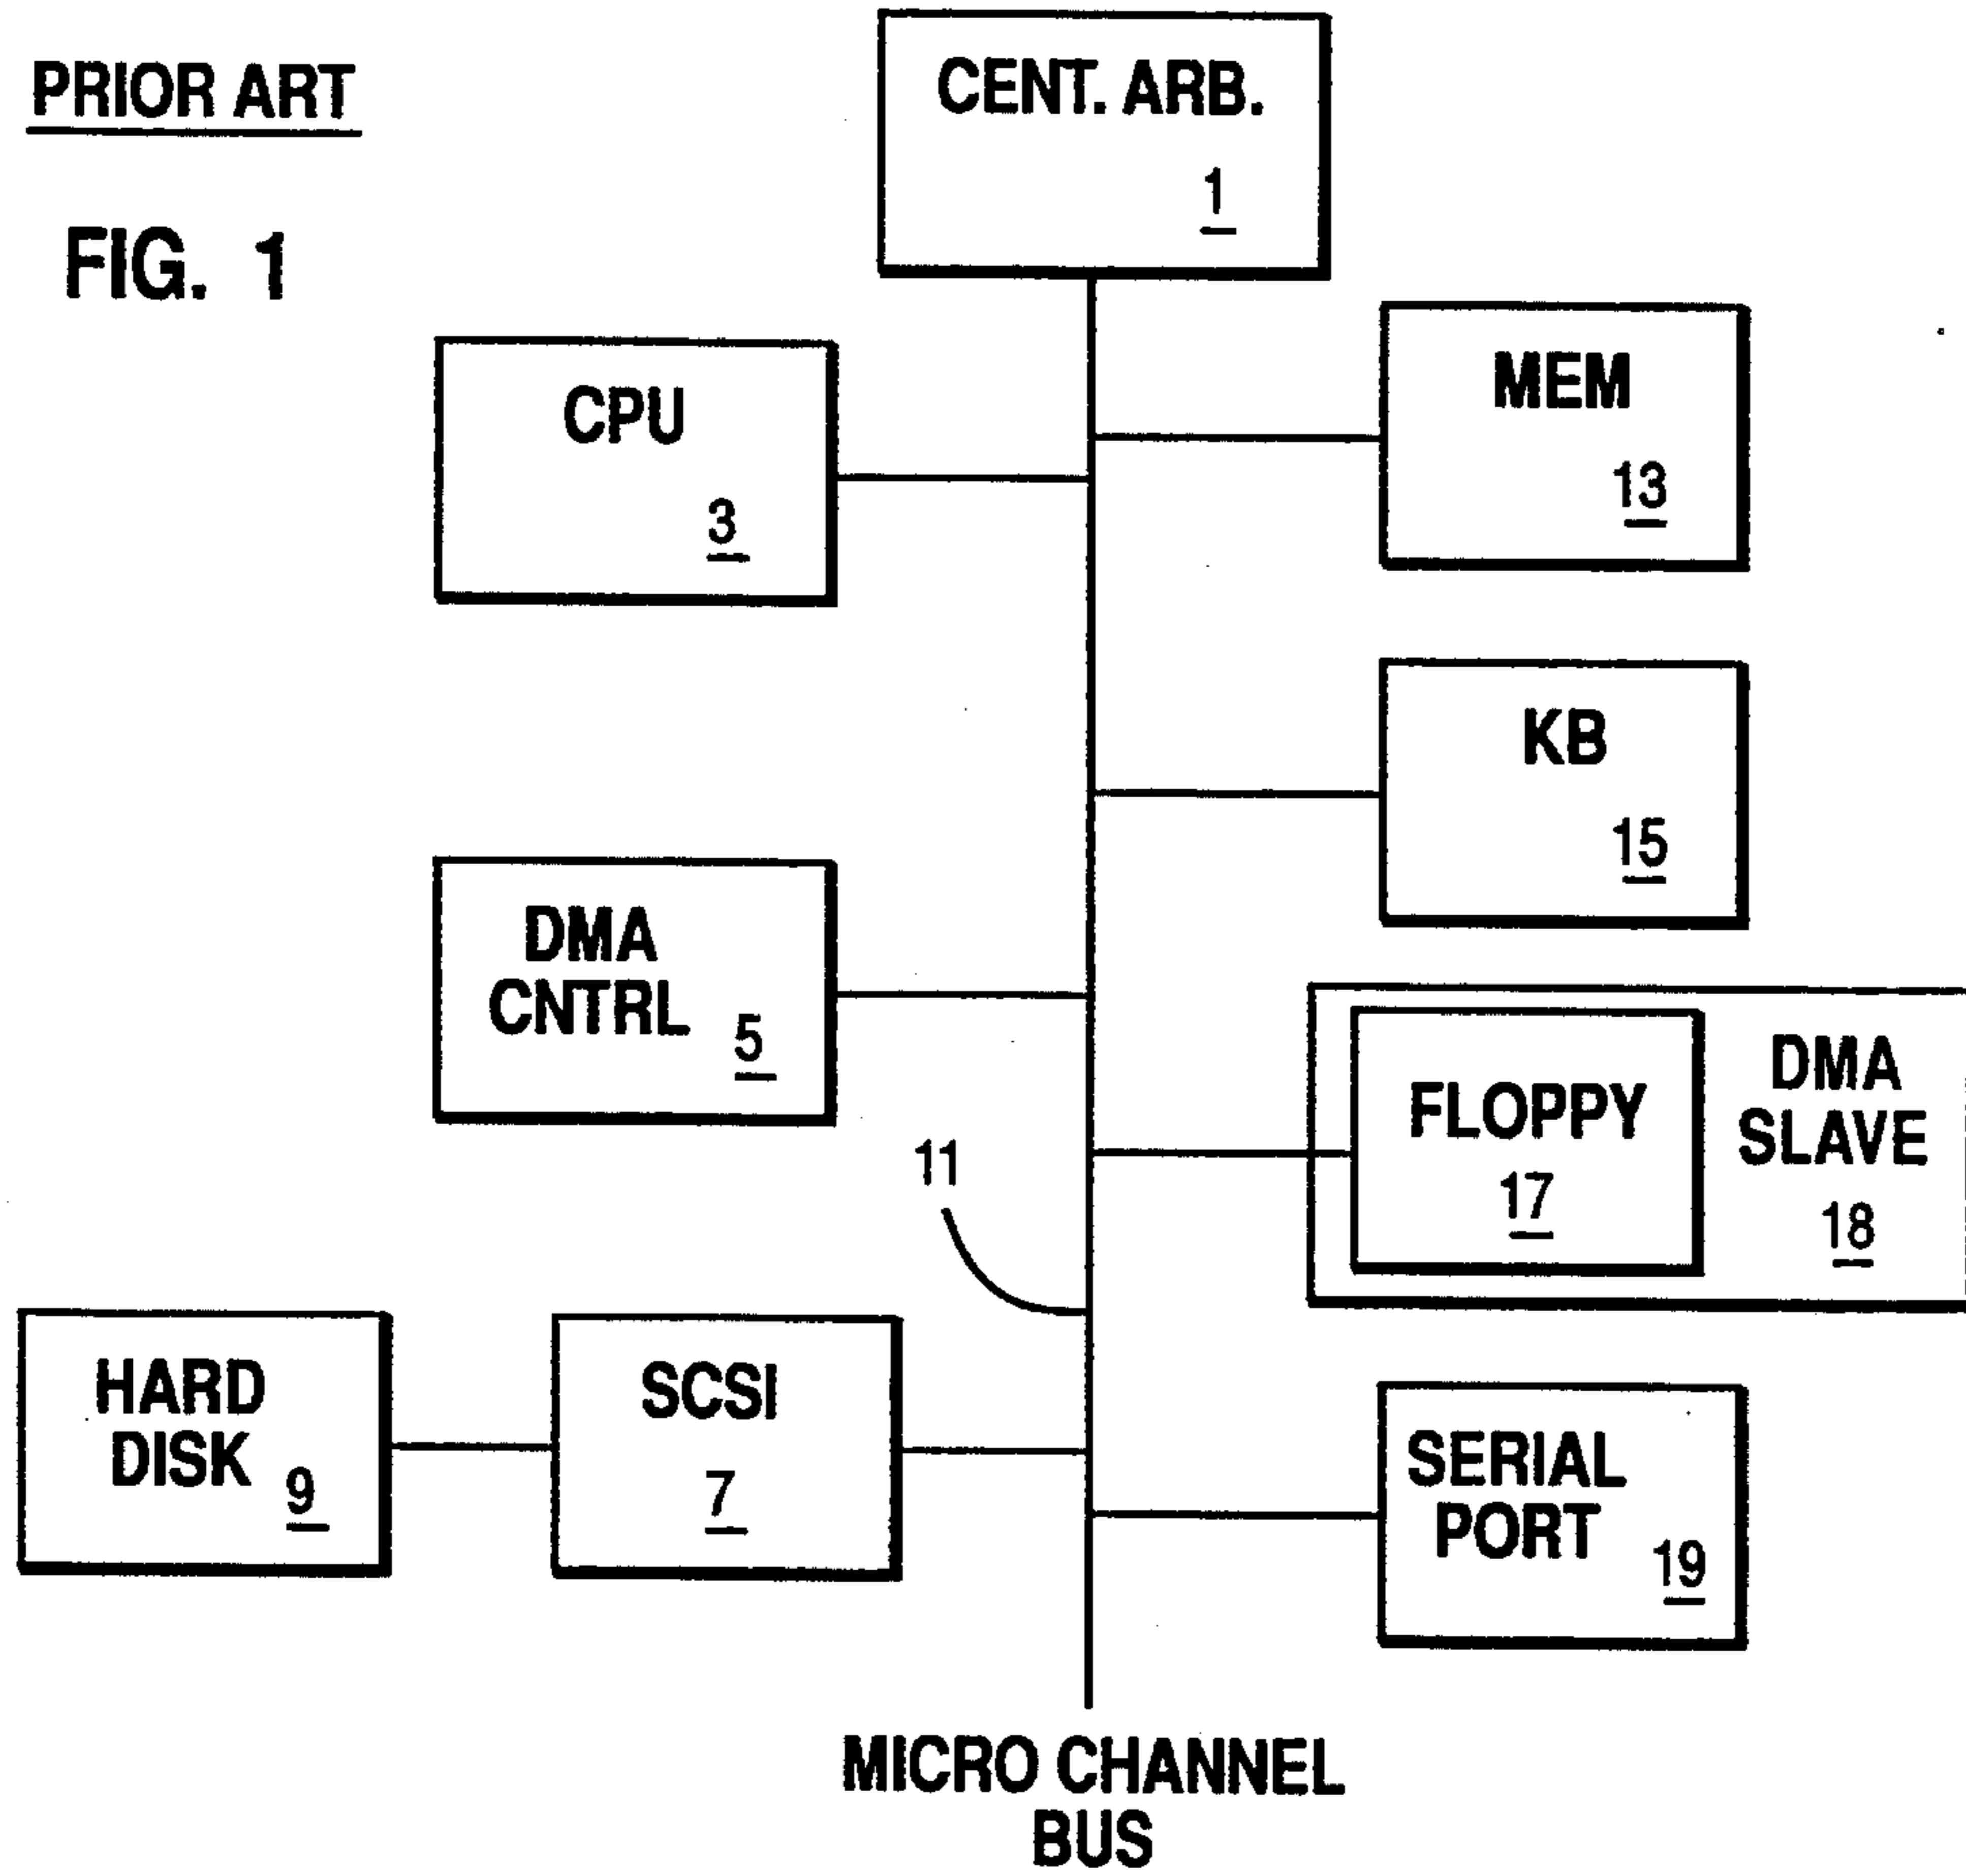 PRIOR ART
FIG. 1
CENT. ARB.
1
CPU
3
MEM
13
KB
15
DMA
CNTRL
5
FLOPPY
17
DMA
SLAVE
18
11
HARD
DISK
9
SCSI
7
SERIAL
PORT
19
MICRO CHANNEL
BUS